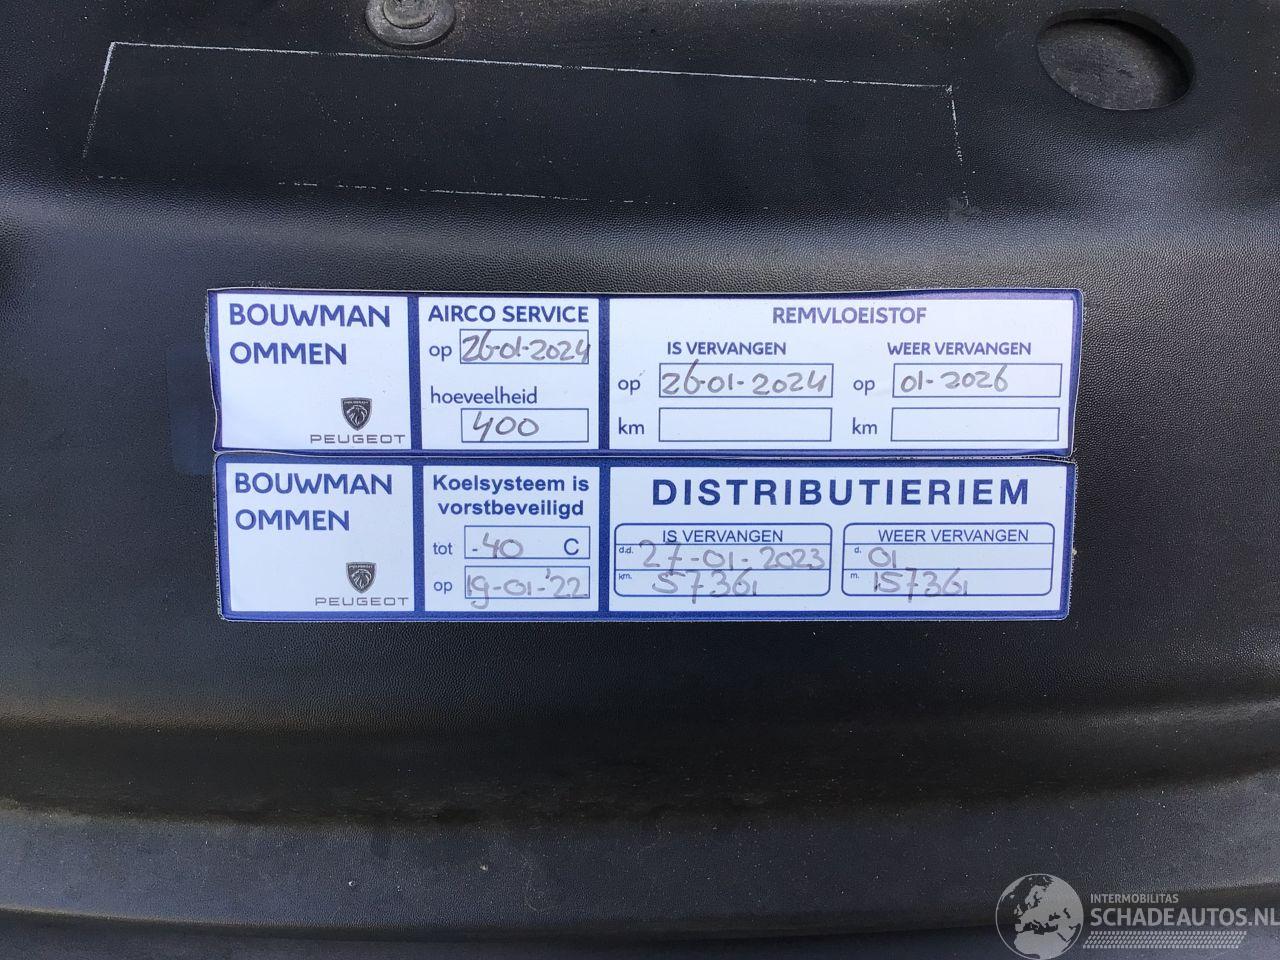 BOUWMAN
OMMEN
PEUGEOT
AIRCO SERVICE
op 26-01-2024
hoeveelheid
400
REMVLOEISTOF
IS VERVANGEN
op 26-01-2024
km
WEER VERVANGEN
op 01-2026
km
BOUWMAN
OMMEN
PEUGEOT
Koelsysteem is
vorstbeveiligd
tot -40 C
op 19-01-'22
DISTRIBUTIERIEM
IS VERVANGEN
d.d. 27-01-2023
km. 57361
WEER VERVANGEN
d. 01
m. 157361
INTERMOBILITAS
SCHADEAUTOS.NL